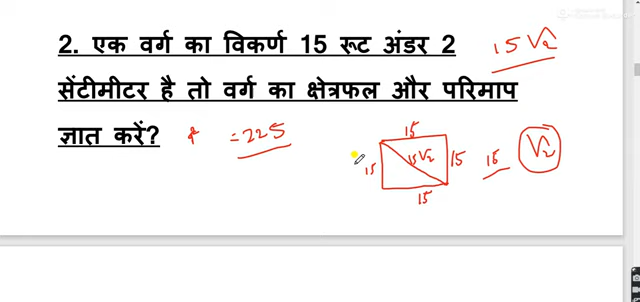 2. एक वर्ग का विकर्ण 15 रूट अंडर 2 15√2
सेंटीमीटर है तो वर्ग का क्षेत्रफल और परिमाप
ज्ञात करें? = 225
15
15 15√2 15 15 √2
15